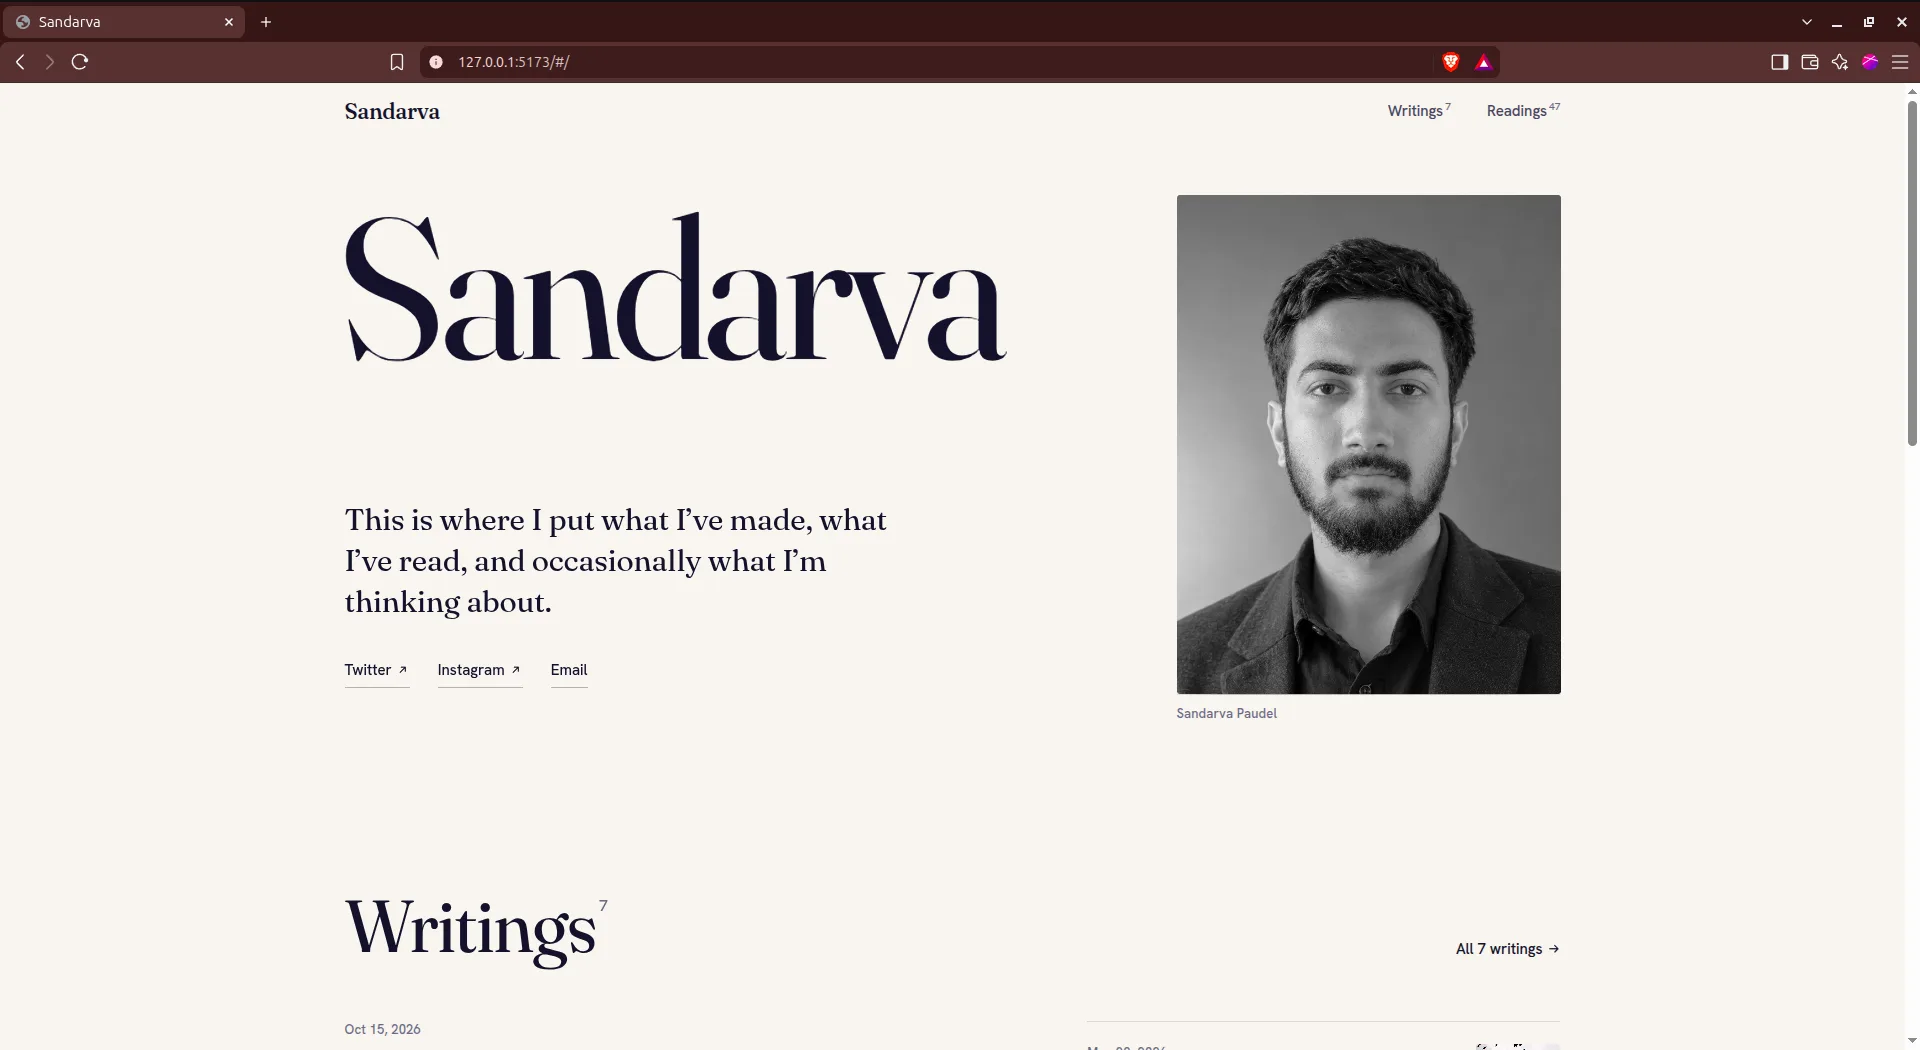 Sandarva
127.0.0.1:5173/#/
Sandarva
Writings 7
Readings 47
Sandarva
This is where I put what I’ve made, what
I’ve read, and occasionally what I’m
thinking about.
Twitter ↗
Instagram ↗
Email
Sandarva Paudel
Writings 7
All 7 writings →
Oct 15, 2026